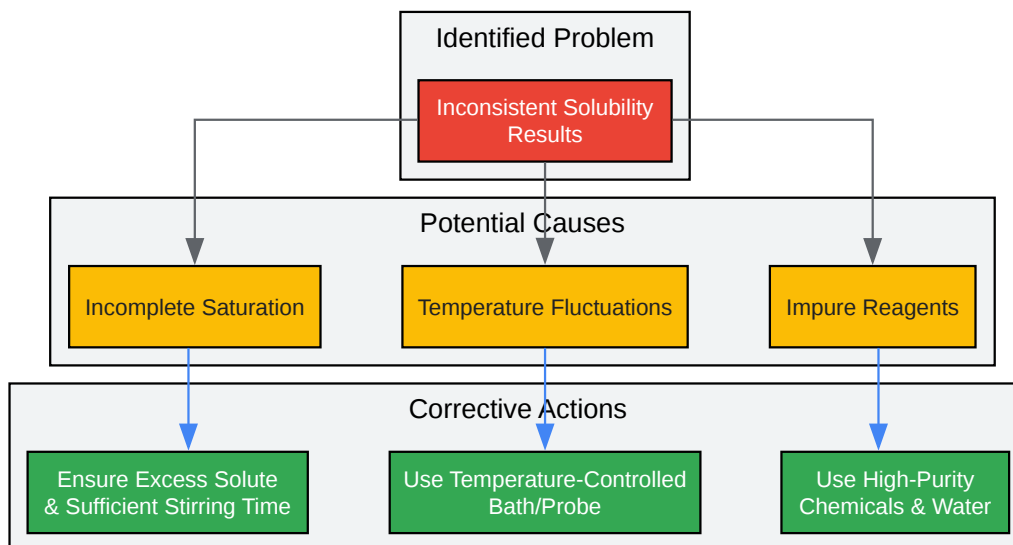 Identified Problem
Inconsistent Solubility
Results
Potential Causes
Incomplete Saturation
Temperature Fluctuations
Impure Reagents
Corrective Actions
Ensure Excess Solute
& Sufficient Stirring Time
Use Temperature-Controlled
Bath/Probe
Use High-Purity
Chemicals & Water